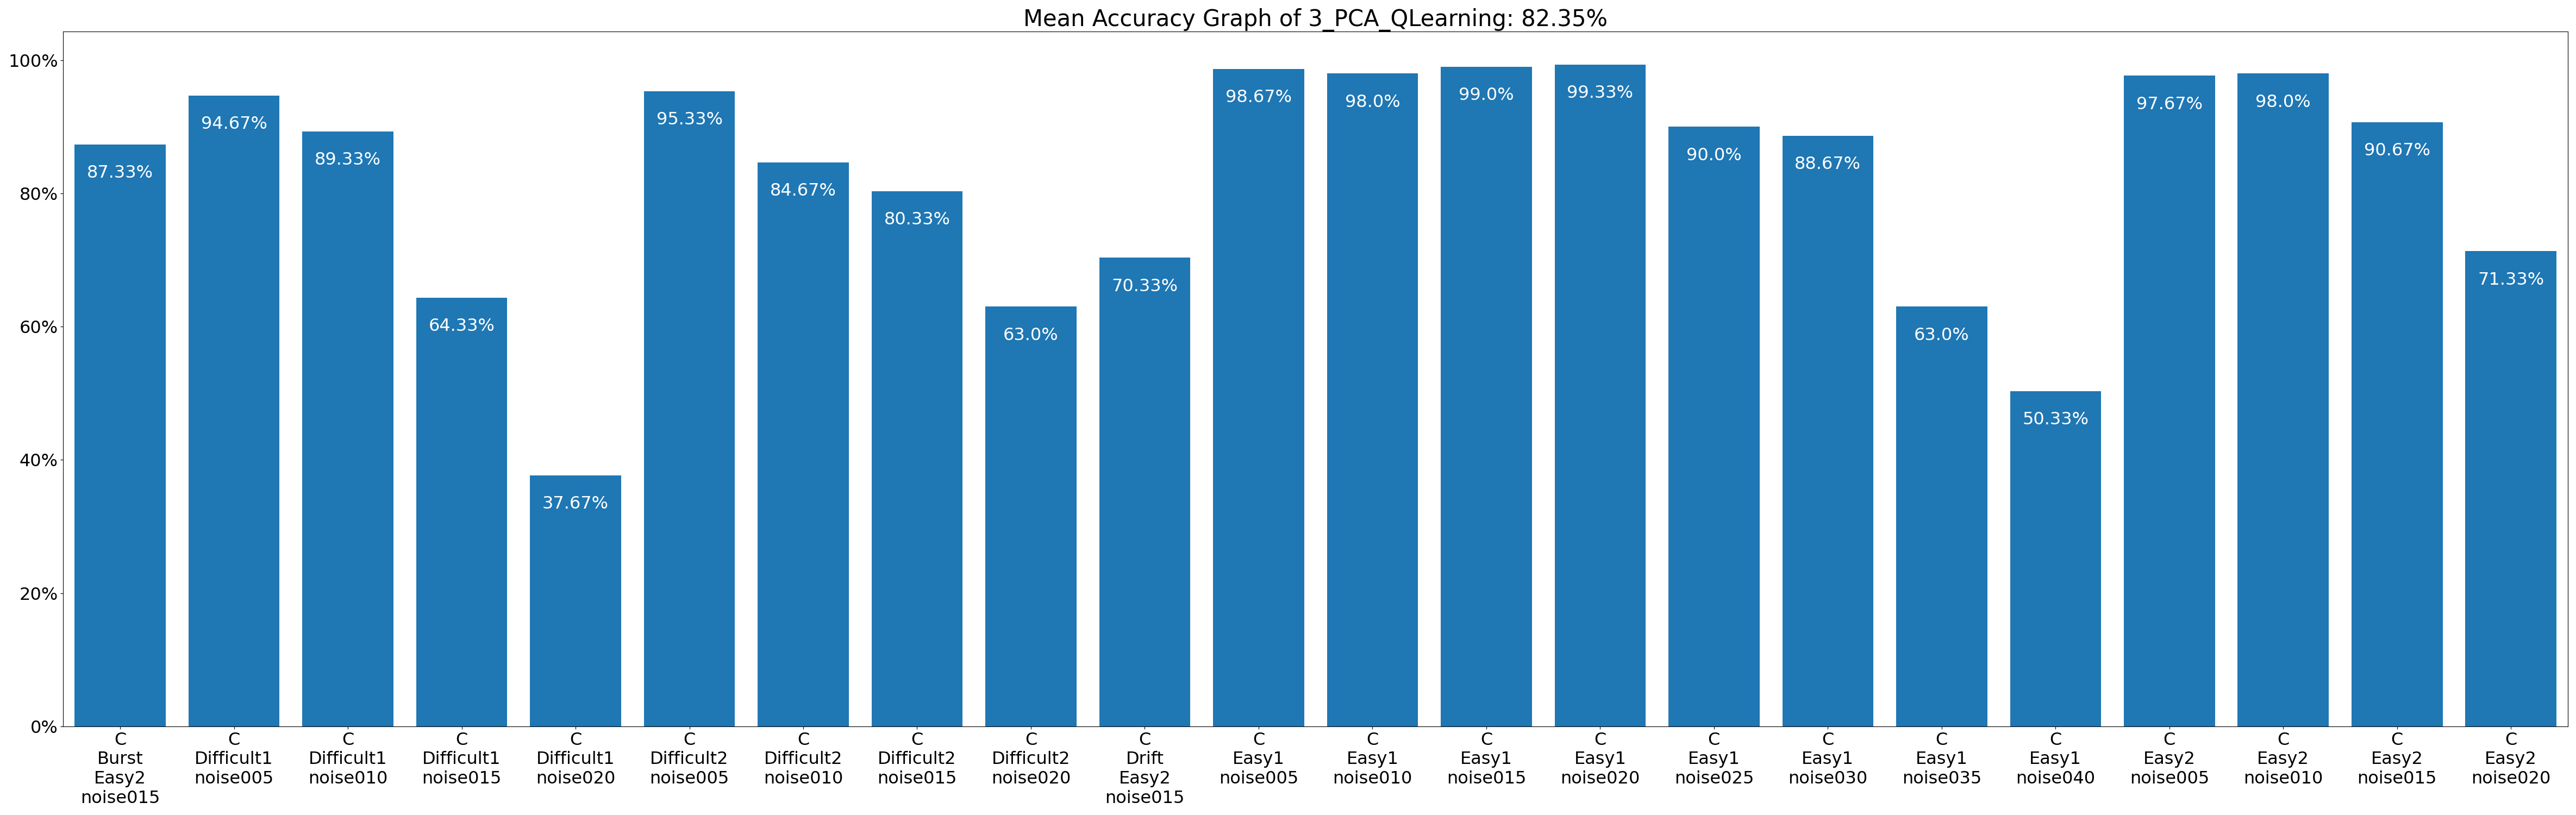 Mean Accuracy Graph of 3_PCA_QLearning: 82.35%
100%
80%
60%
40%
20%
0%
87.33%
94.67%
89.33%
64.33%
37.67%
95.33%
84.67%
80.33%
63.0%
70.33%
98.67%
98.0%
99.0%
99.33%
90.0%
88.67%
63.0%
50.33%
97.67%
98.0%
90.67%
71.33%
C
Burst
Easy2
noise015
C
Difficult1
noise005
C
Difficult1
noise010
C
Difficult1
noise015
C
Difficult1
noise020
C
Difficult2
noise005
C
Difficult2
noise010
C
Difficult2
noise015
C
Difficult2
noise020
C
Drift
Easy2
noise015
C
Easy1
noise005
C
Easy1
noise010
C
Easy1
noise015
C
Easy1
noise020
C
Easy1
noise025
C
Easy1
noise030
C
Easy1
noise035
C
Easy1
noise040
C
Easy2
noise005
C
Easy2
noise010
C
Easy2
noise015
C
Easy2
noise020